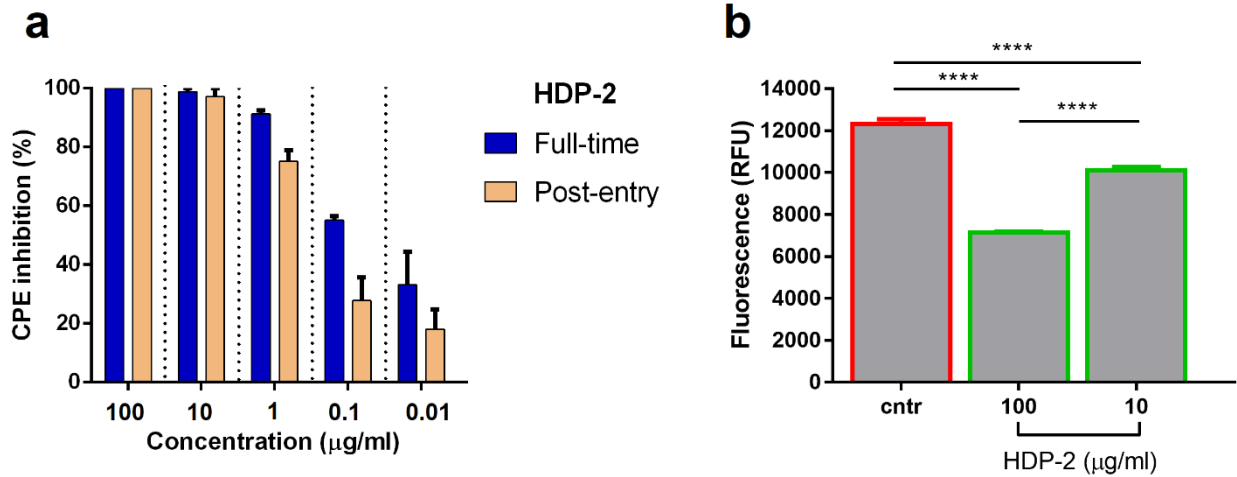 a
CPE inhibition (%)
100
80
60
40
20
0
100 10 1 0.1 0.01
Concentration (μg/ml)
HDP-2
Full-time
Post-entry
b
Fluorescence (RFU)
14000
12000
10000
8000
6000
4000
2000
0
****
****
****
cntr 100 10
HDP-2 (μg/ml)